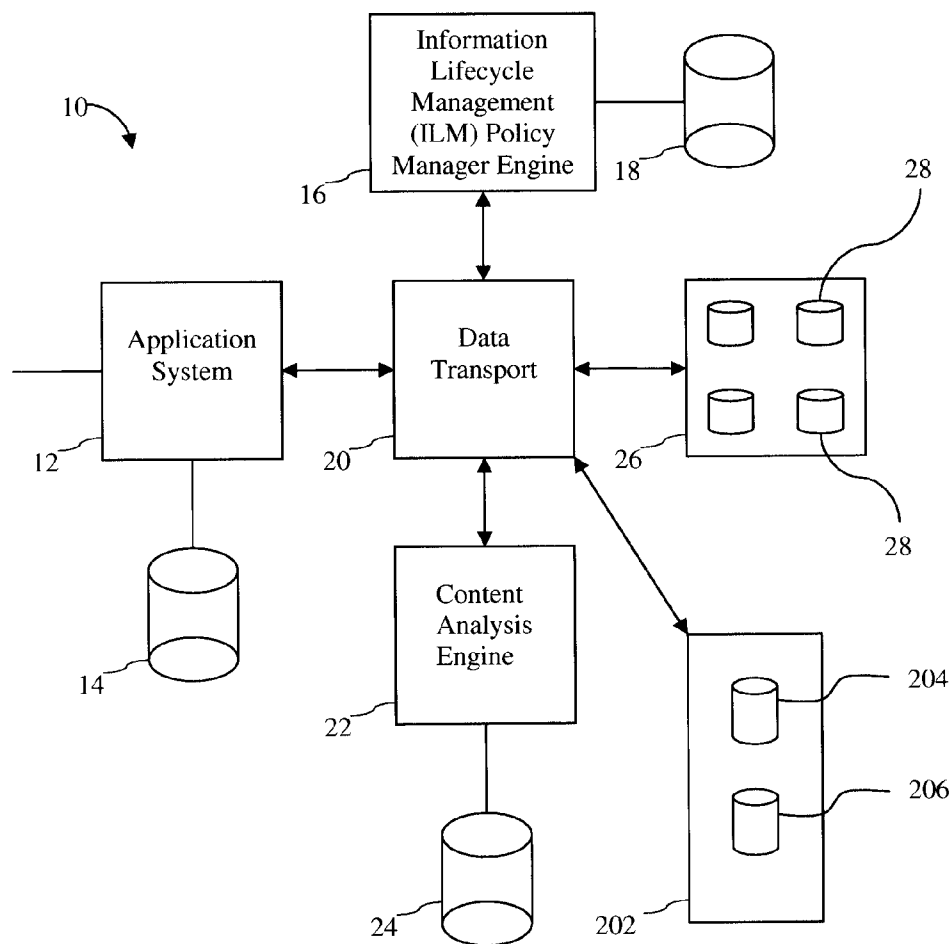 Information
Lifecycle
Management
(ILM) Policy
Manager Engine
10
16
18
28
Application
System
Data
Transport
12
20
26
28
Content
Analysis
Engine
14
22
204
206
24
202